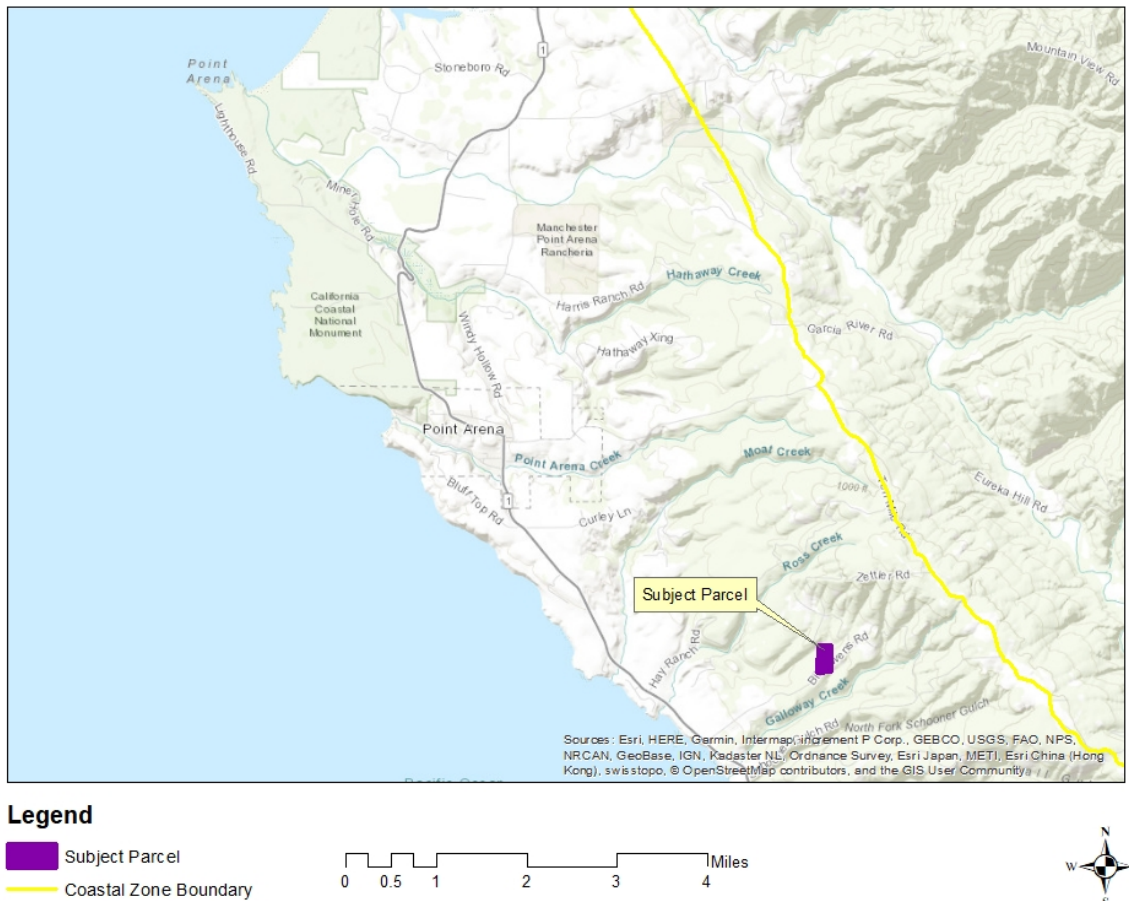 Point
Arena
Lighthouse Rd
Miner Hole Rd
Stoneboro Rd
1
Mountain View Rd
Manchester
Point Arena
Rancheria
Hathaway Creek
Harris Ranch Rd
California
Coastal
National
Monument
Windy Hollow Rd
Hathaway Xing
Garcia River Rd
Point Arena
Point Arena Creek
Moat Creek
Bluff Top Rd
1
Curley Ln
1000 ft
Eureka Hill Rd
Ross Creek
Zettler Rd
Subject Parcel
Hay Ranch Rd
Galloway Creek
North Fork Schooner Gulch
Gulch Rd
Sources: Esri, HERE, Garmin, Intermap, increment P Corp., GEBCO, USGS, FAO, NPS,
NRCAN, GeoBase, IGN, Kadaster NL, Ordnance Survey, Esri Japan, METI, Esri China (Hong
Kong), swisstopo, © OpenStreetMap contributors, and the GIS User Community
Legend
Subject Parcel
Coastal Zone Boundary
0 0.5 1 2 3 4 Miles
N
W E
S